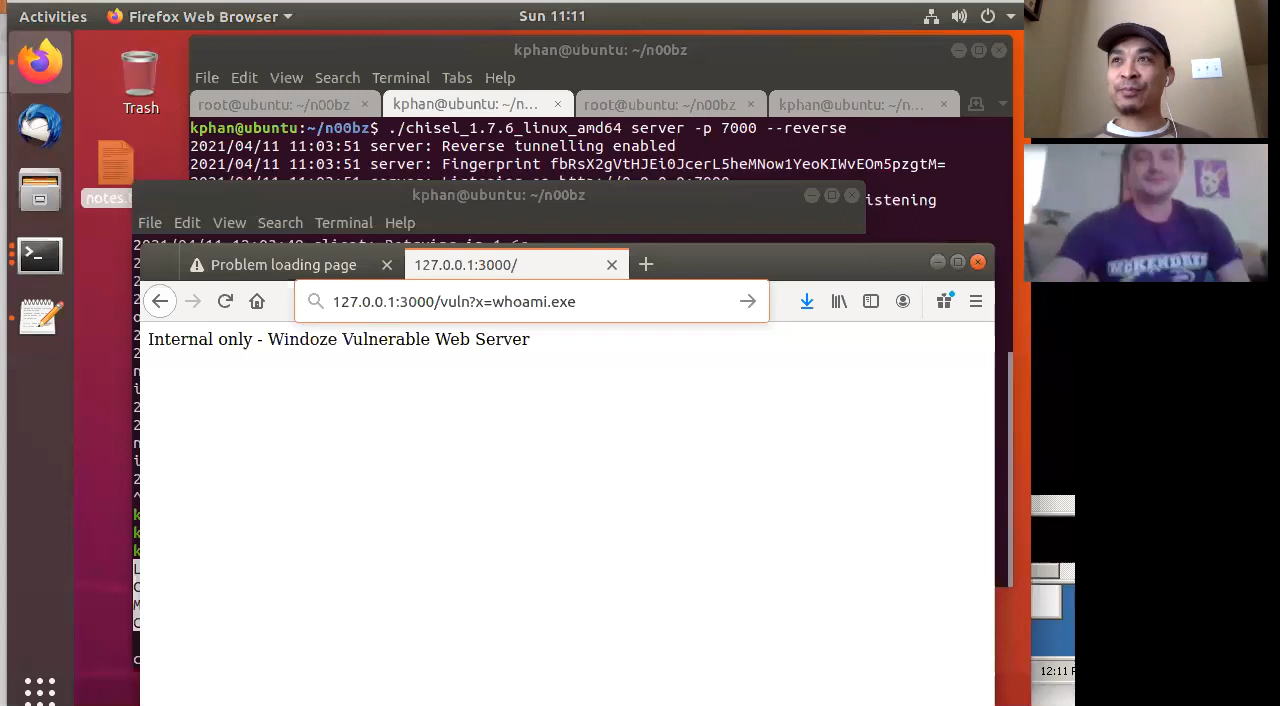 Activities Firefox Web Browser Sun 11:11
kphan@ubuntu: ~/n00bz
File Edit View Search Terminal Tabs Help
Trash
root@ubuntu: ~/n00bz kphan@ubuntu: ~/n... root@ubuntu: ~/n00bz kphan@ubuntu: ~/n...
kphan@ubuntu:~/n00bz$ ./chisel_1.7.6_linux_amd64 server -p 7000 --reverse
2021/04/11 11:03:51 server: Reverse tunnelling enabled
2021/04/11 11:03:51 server: Fingerprint fbRsX2gVtHJEi0JcerL5heMNow1YeoKIWvEOm5pzgtM=
notes.t
kphan@ubuntu: ~/n00bz
istening
File Edit View Search Terminal Help
Problem loading page 127.0.0.1:3000/
127.0.0.1:3000/vuln?x=whoami.exe
Internal only - Windoze Vulnerable Web Server
MCKENDREE
12:11 P